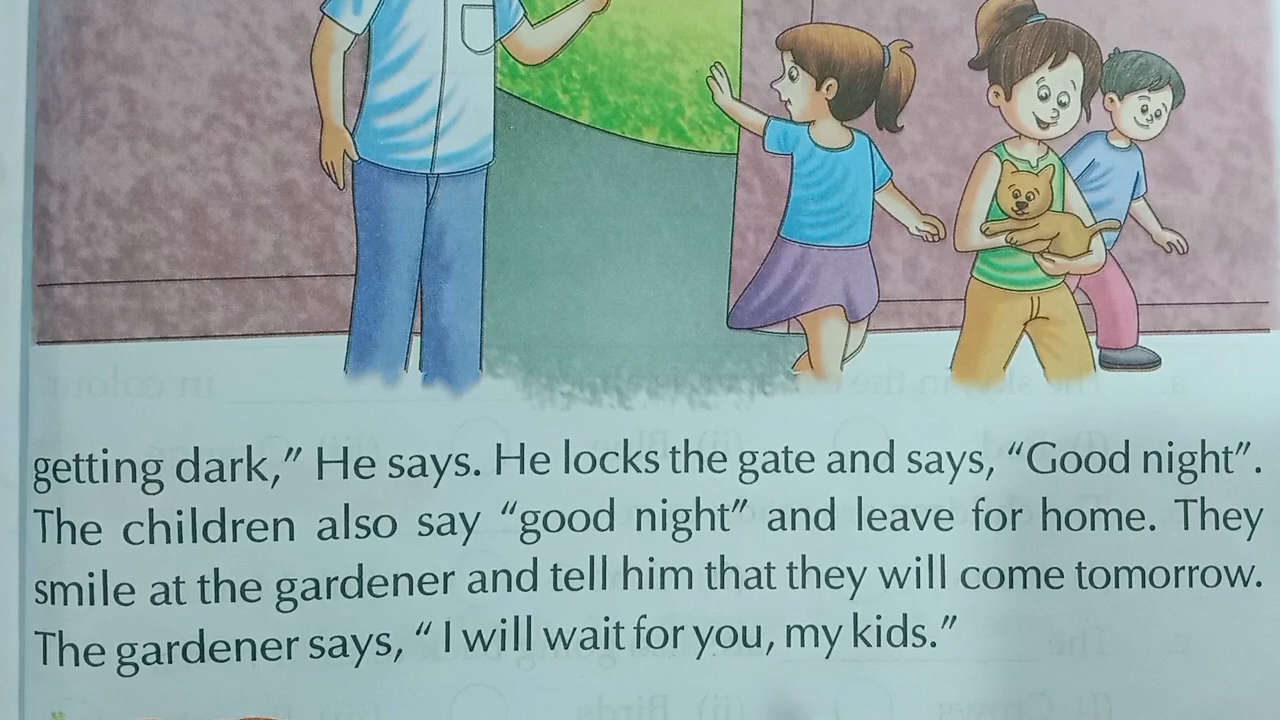 getting dark,” He says. He locks the gate and says, “Good night”.
The children also say “good night” and leave for home. They
smile at the gardener and tell him that they will come tomorrow.
The gardener says, “ I will wait for you, my kids.”